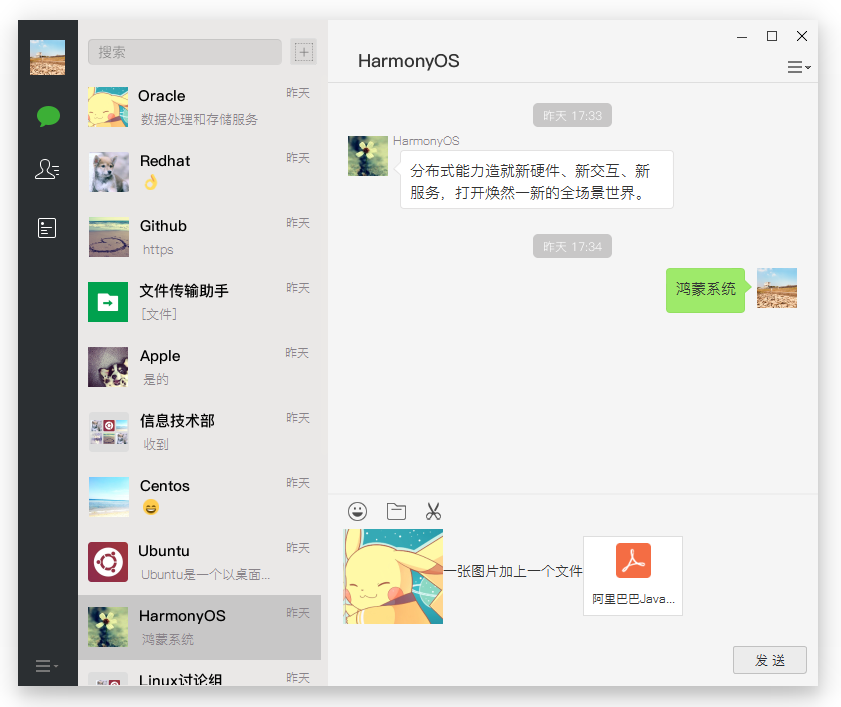 搜索
Oracle
昨天
数据处理和存储服务
Redhat
昨天
Github
昨天
https
文件传输助手
昨天
[文件]
Apple
昨天
是的
信息技术部
昨天
收到
Centos
昨天
Ubuntu
昨天
Ubuntu是一个以桌面...
HarmonyOS
昨天
鸿蒙系统
Linux讨论组
昨天
HarmonyOS
昨天 17:33
HarmonyOS
分布式能力造就新硬件、新交互、新
服务，打开焕然一新的全场景世界。
昨天 17:34
鸿蒙系统
一张图片加上一个文件
阿里巴巴Java...
发 送